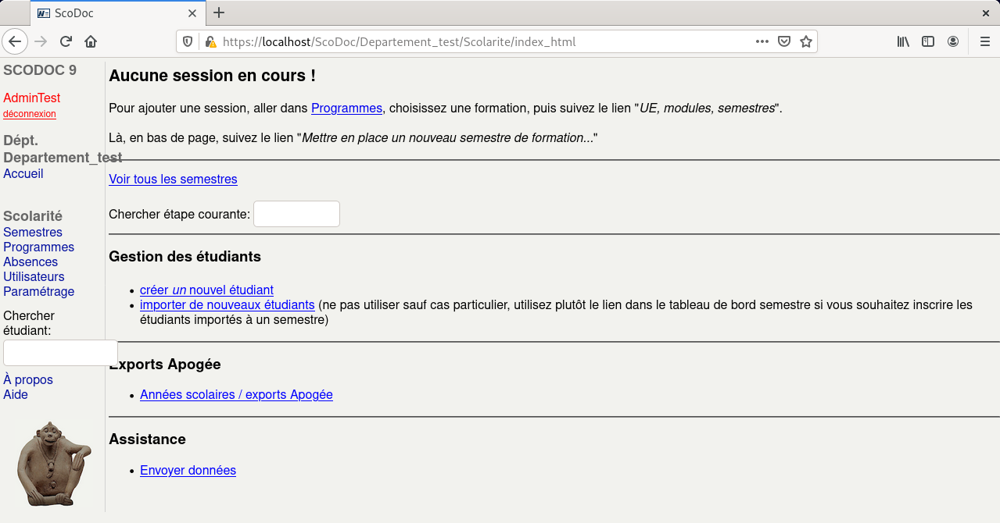 ScoDoc
https://localhost/ScoDoc/Departement_test/Scolarite/index_html
SCODOC 9
AdminTest
déconnexion
Dépt.
Departement_test
Accueil
Scolarité
Semestres
Programmes
Absences
Utilisateurs
Paramétrage
Chercher
étudiant:
À propos
Aide
Aucune session en cours !
Pour ajouter une session, aller dans Programmes, choisissez une formation, puis suivez le lien "UE, modules, semestres".
Là, en bas de page, suivez le lien "Mettre en place un nouveau semestre de formation..."
Voir tous les semestres
Chercher étape courante:
Gestion des étudiants
• créer un nouvel étudiant
• importer de nouveaux étudiants (ne pas utiliser sauf cas particulier, utilisez plutôt le lien dans le tableau de bord semestre si vous souhaitez inscrire les
étudiants importés à un semestre)
Exports Apogée
• Années scolaires / exports Apogée
Assistance
• Envoyer données